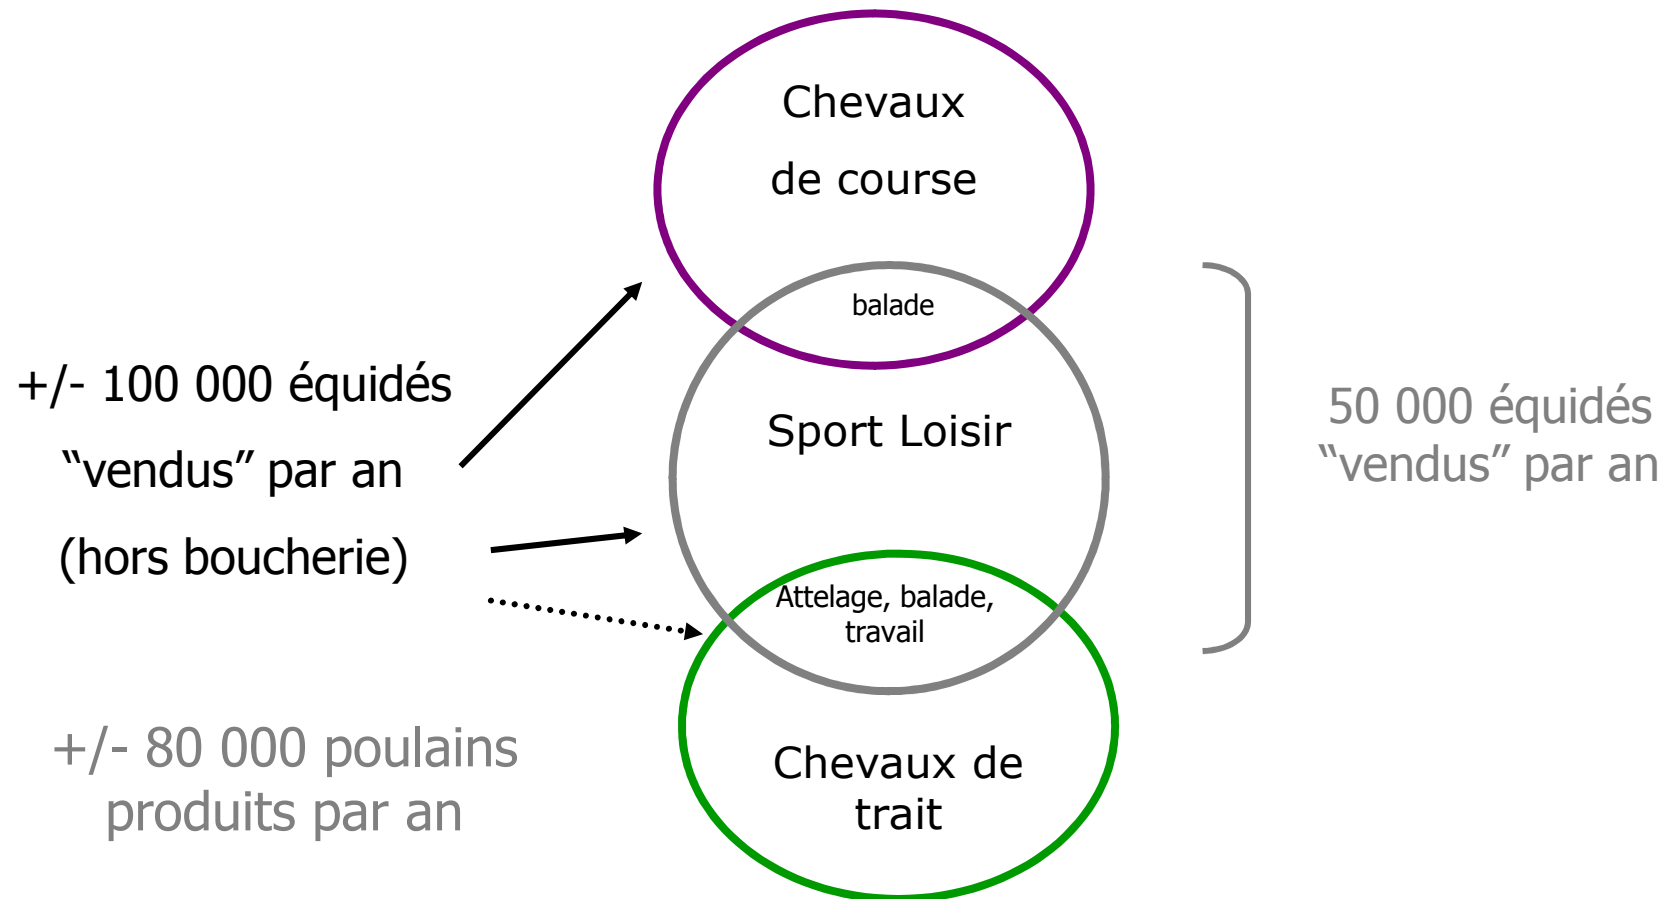 Chevaux
de course
balade
+/- 100 000 équidés
“vendus” par an
(hors boucherie)
Sport Loisir
50 000 équidés
“vendus” par an
Attelage, balade,
travail
+/- 80 000 poulains
produits par an
Chevaux de
trait